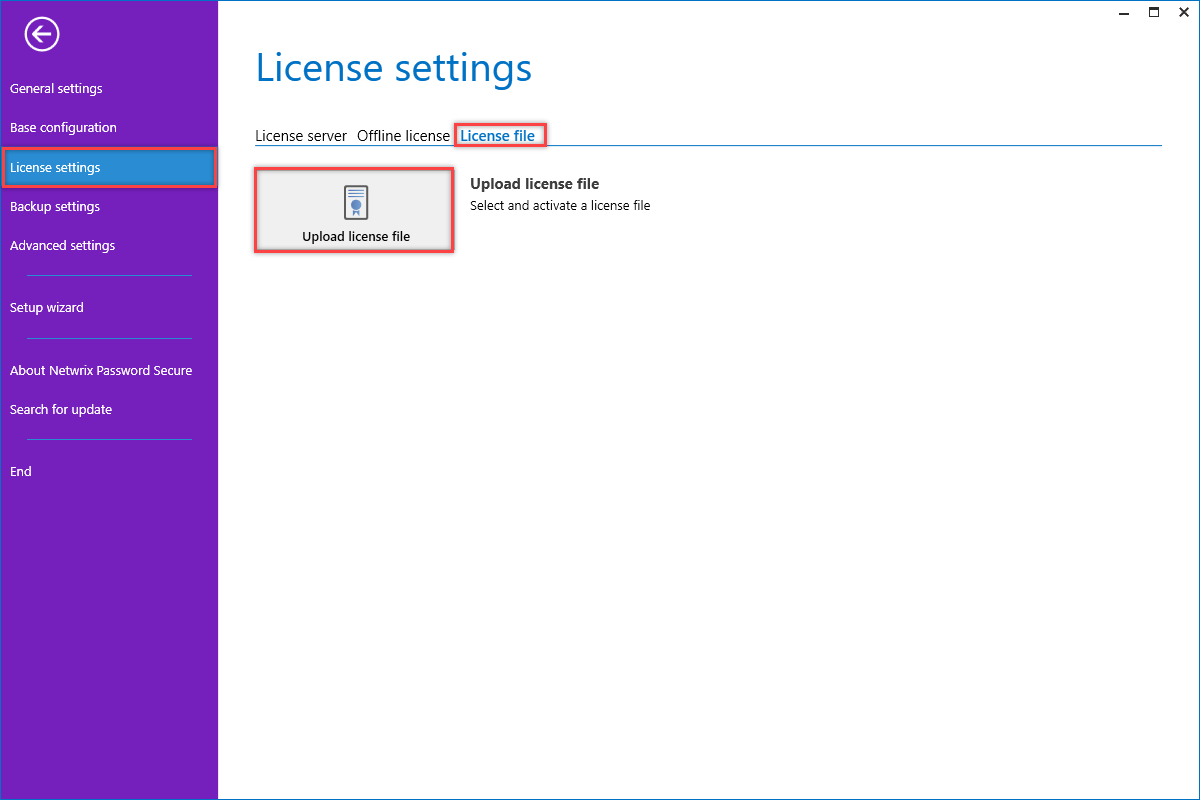 General settings
Base configuration
License settings
Backup settings
Advanced settings
Setup wizard
About Netwrix Password Secure
Search for update
End
License settings
License server Offline license License file
Upload license file
Upload license file
Select and activate a license file